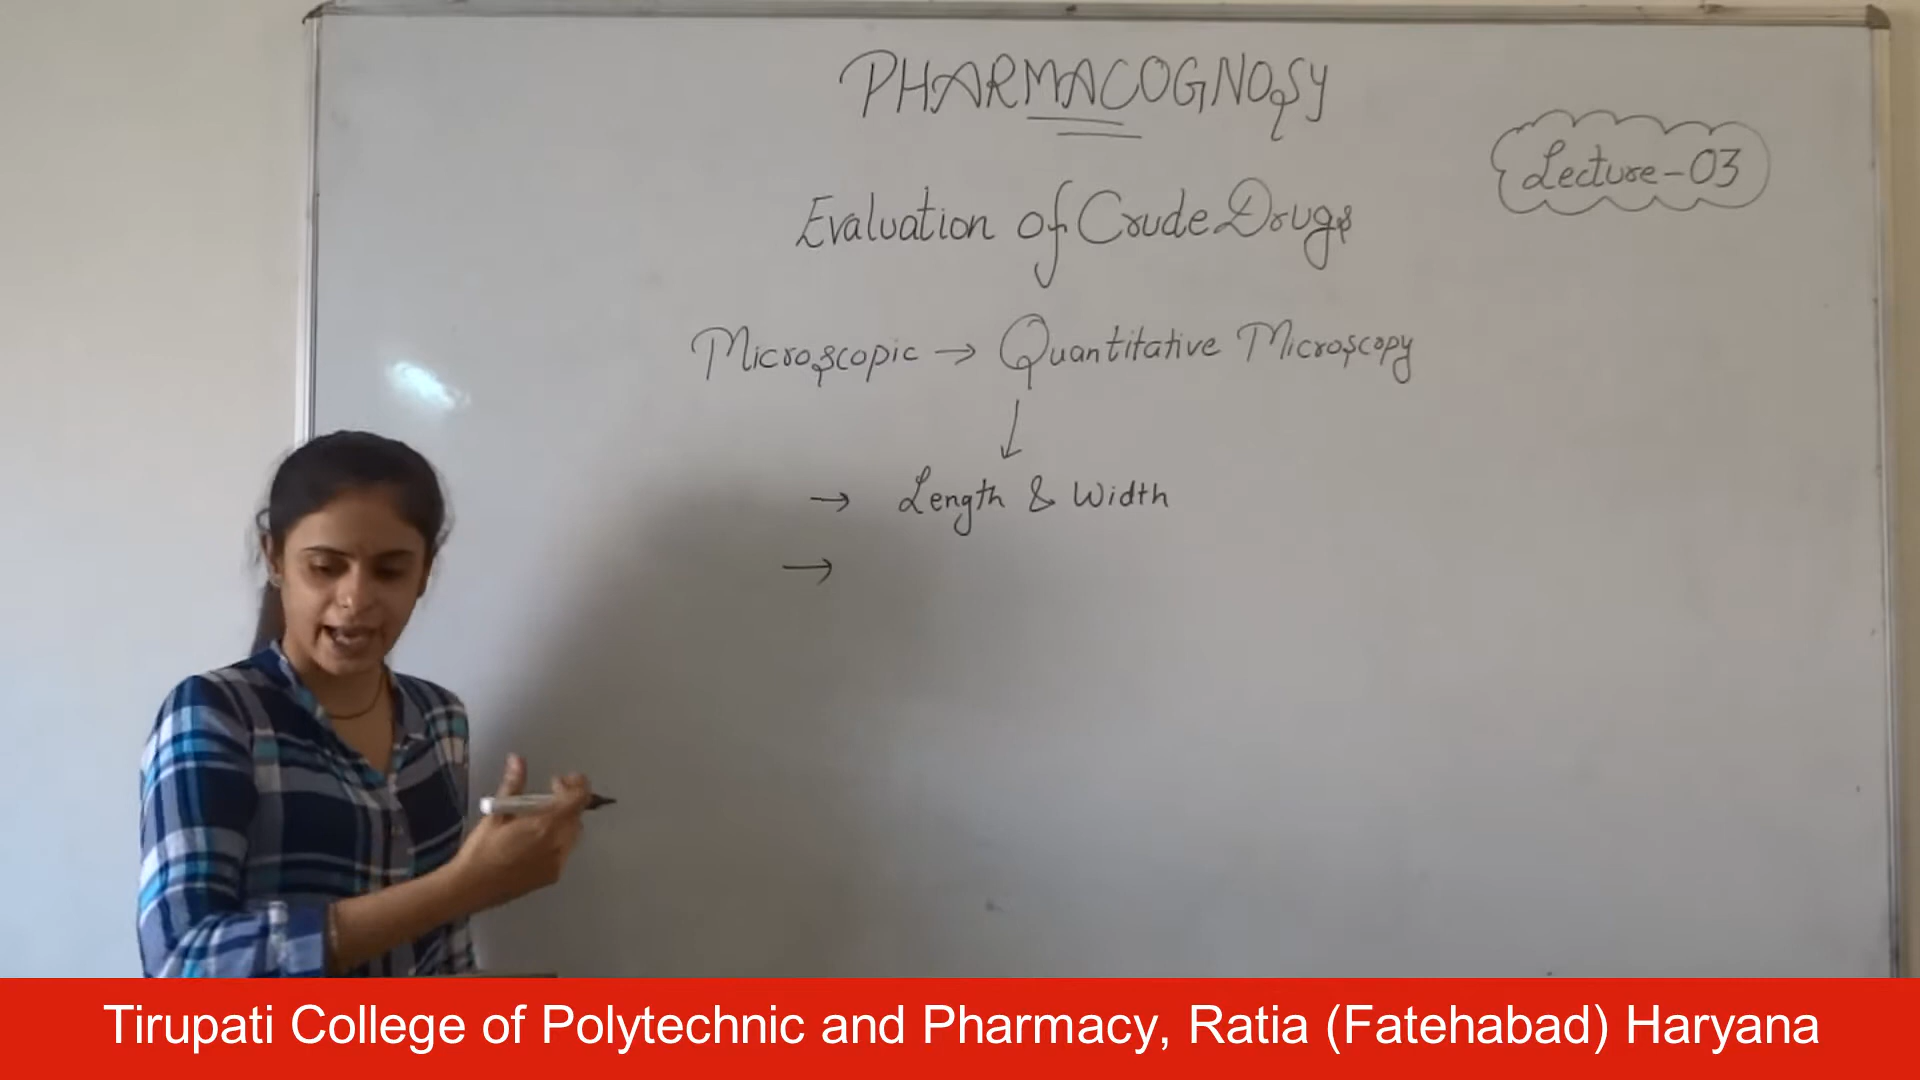 PHARMACOGNOSY
Lecture-03
Evaluation of Crude Drugs
Microscopic → Quantitative Microscopy
↓
→ Length & Width
→
Tirupati College of Polytechnic and Pharmacy, Ratia (Fatehabad) Haryana